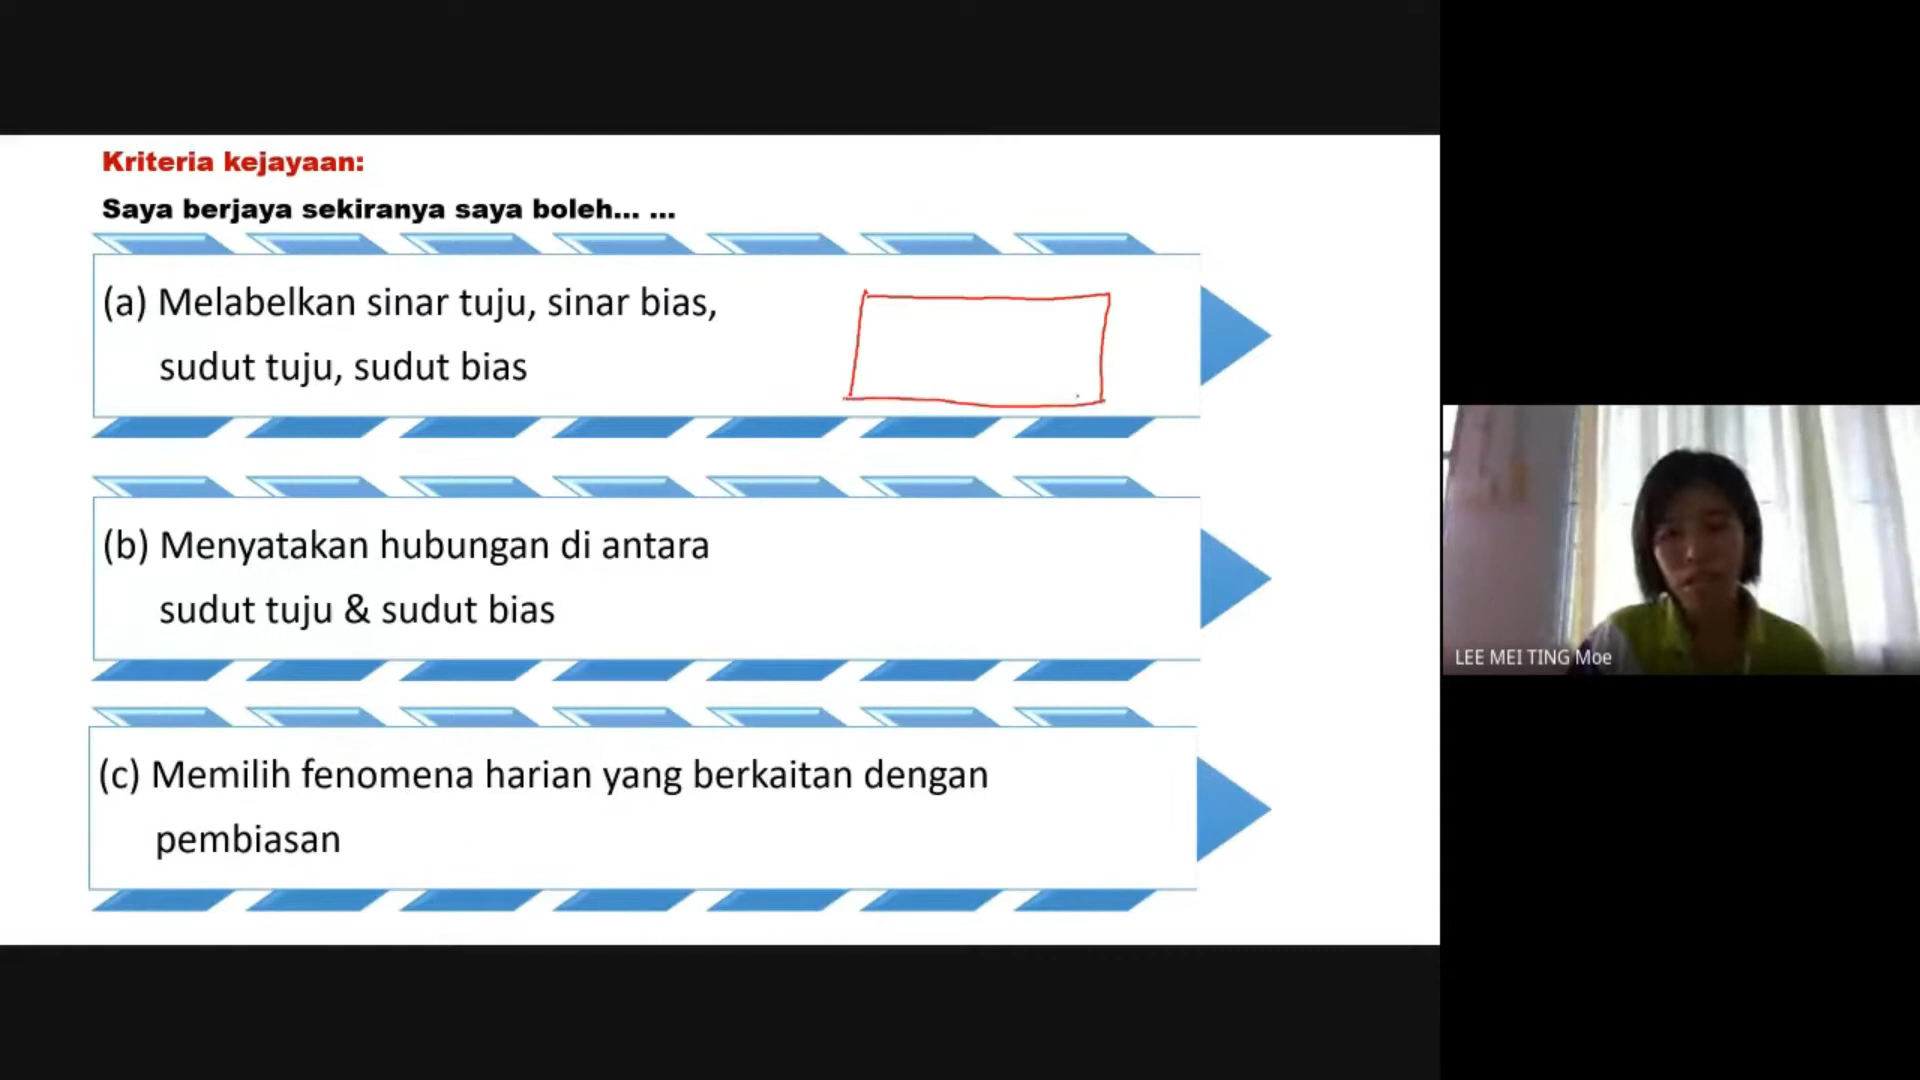 Kriteria kejayaan:
Saya berjaya sekiranya saya boleh... ...
(a) Melabelkan sinar tuju, sinar bias,
sudut tuju, sudut bias
(b) Menyatakan hubungan di antara
sudut tuju & sudut bias
(c) Memilih fenomena harian yang berkaitan dengan
pembiasan
LEE MEI TING Moe